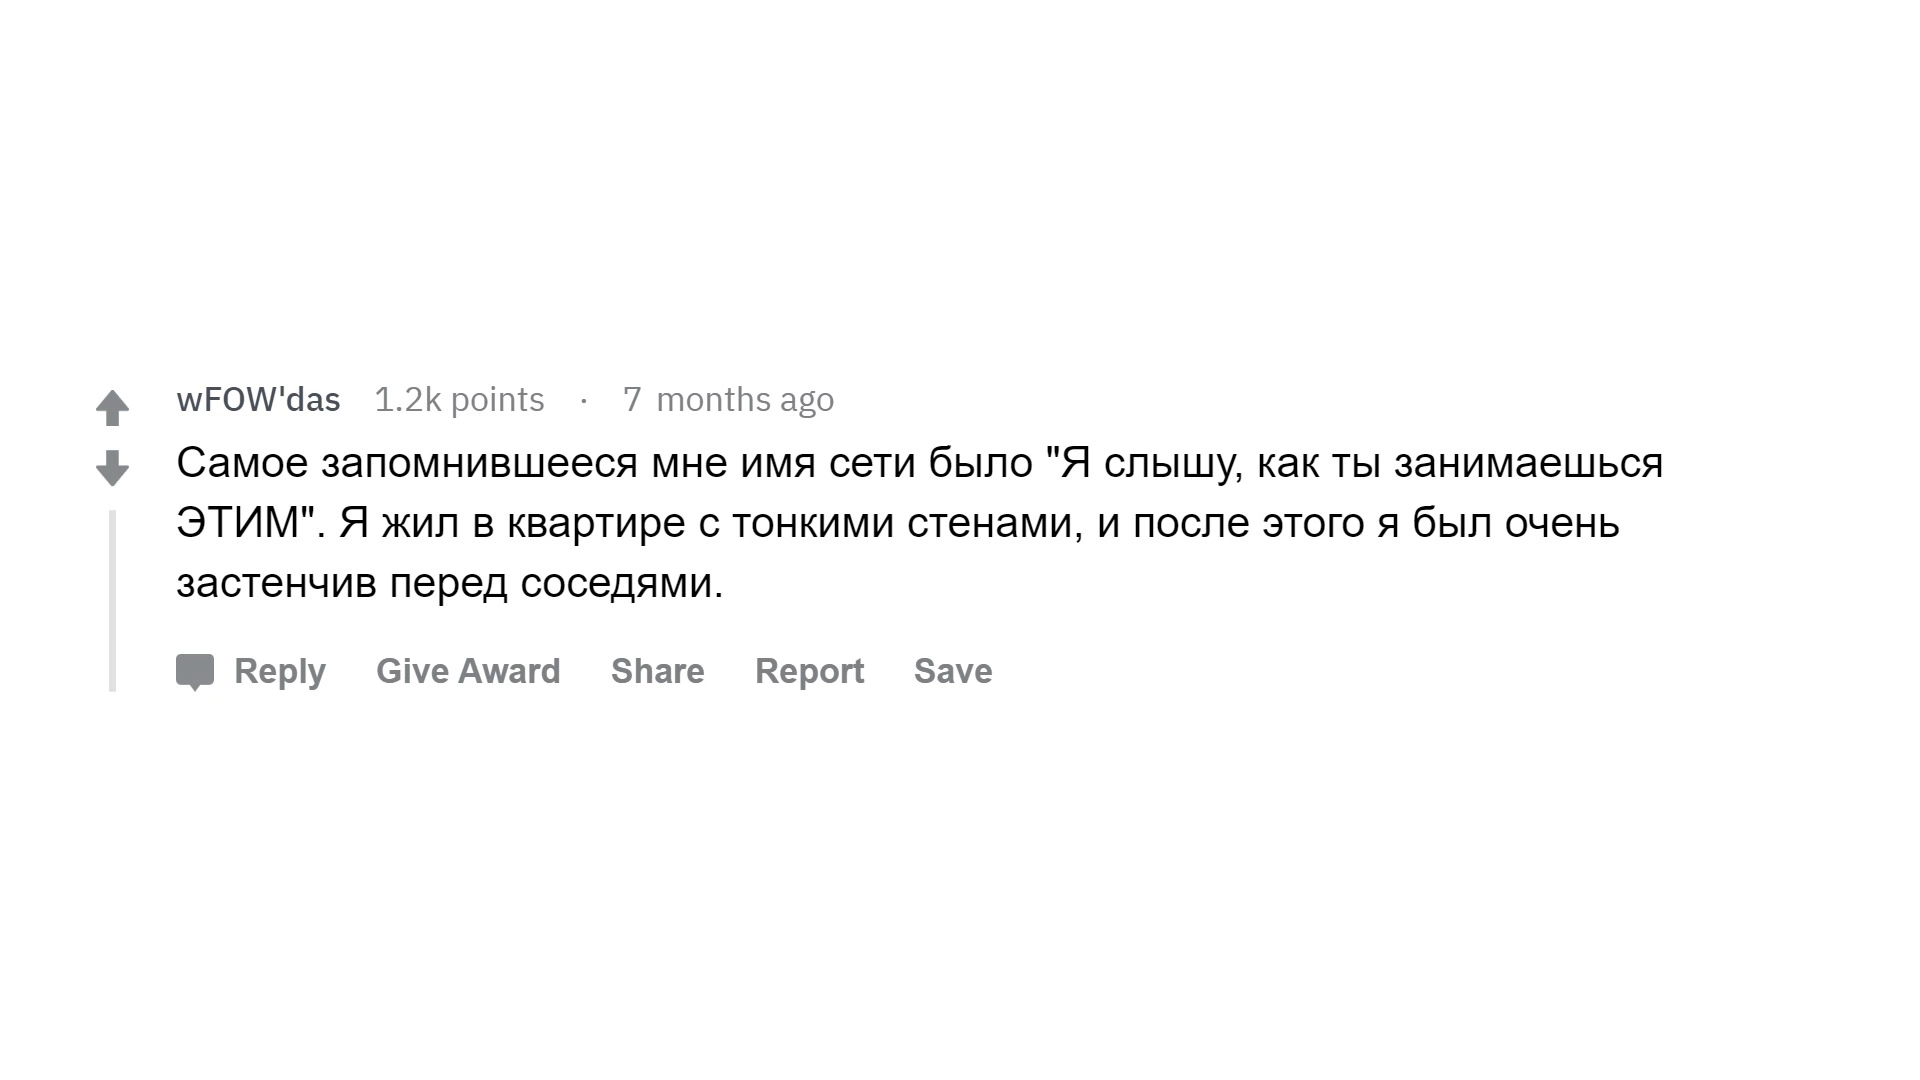 wFOW'das 1.2k points · 7 months ago
Самое запомнившееся мне имя сети было "Я слышу, как ты занимаешься
ЭТИМ". Я жил в квартире с тонкими стенами, и после этого я был очень
застенчив перед соседями.
Reply Give Award Share Report Save